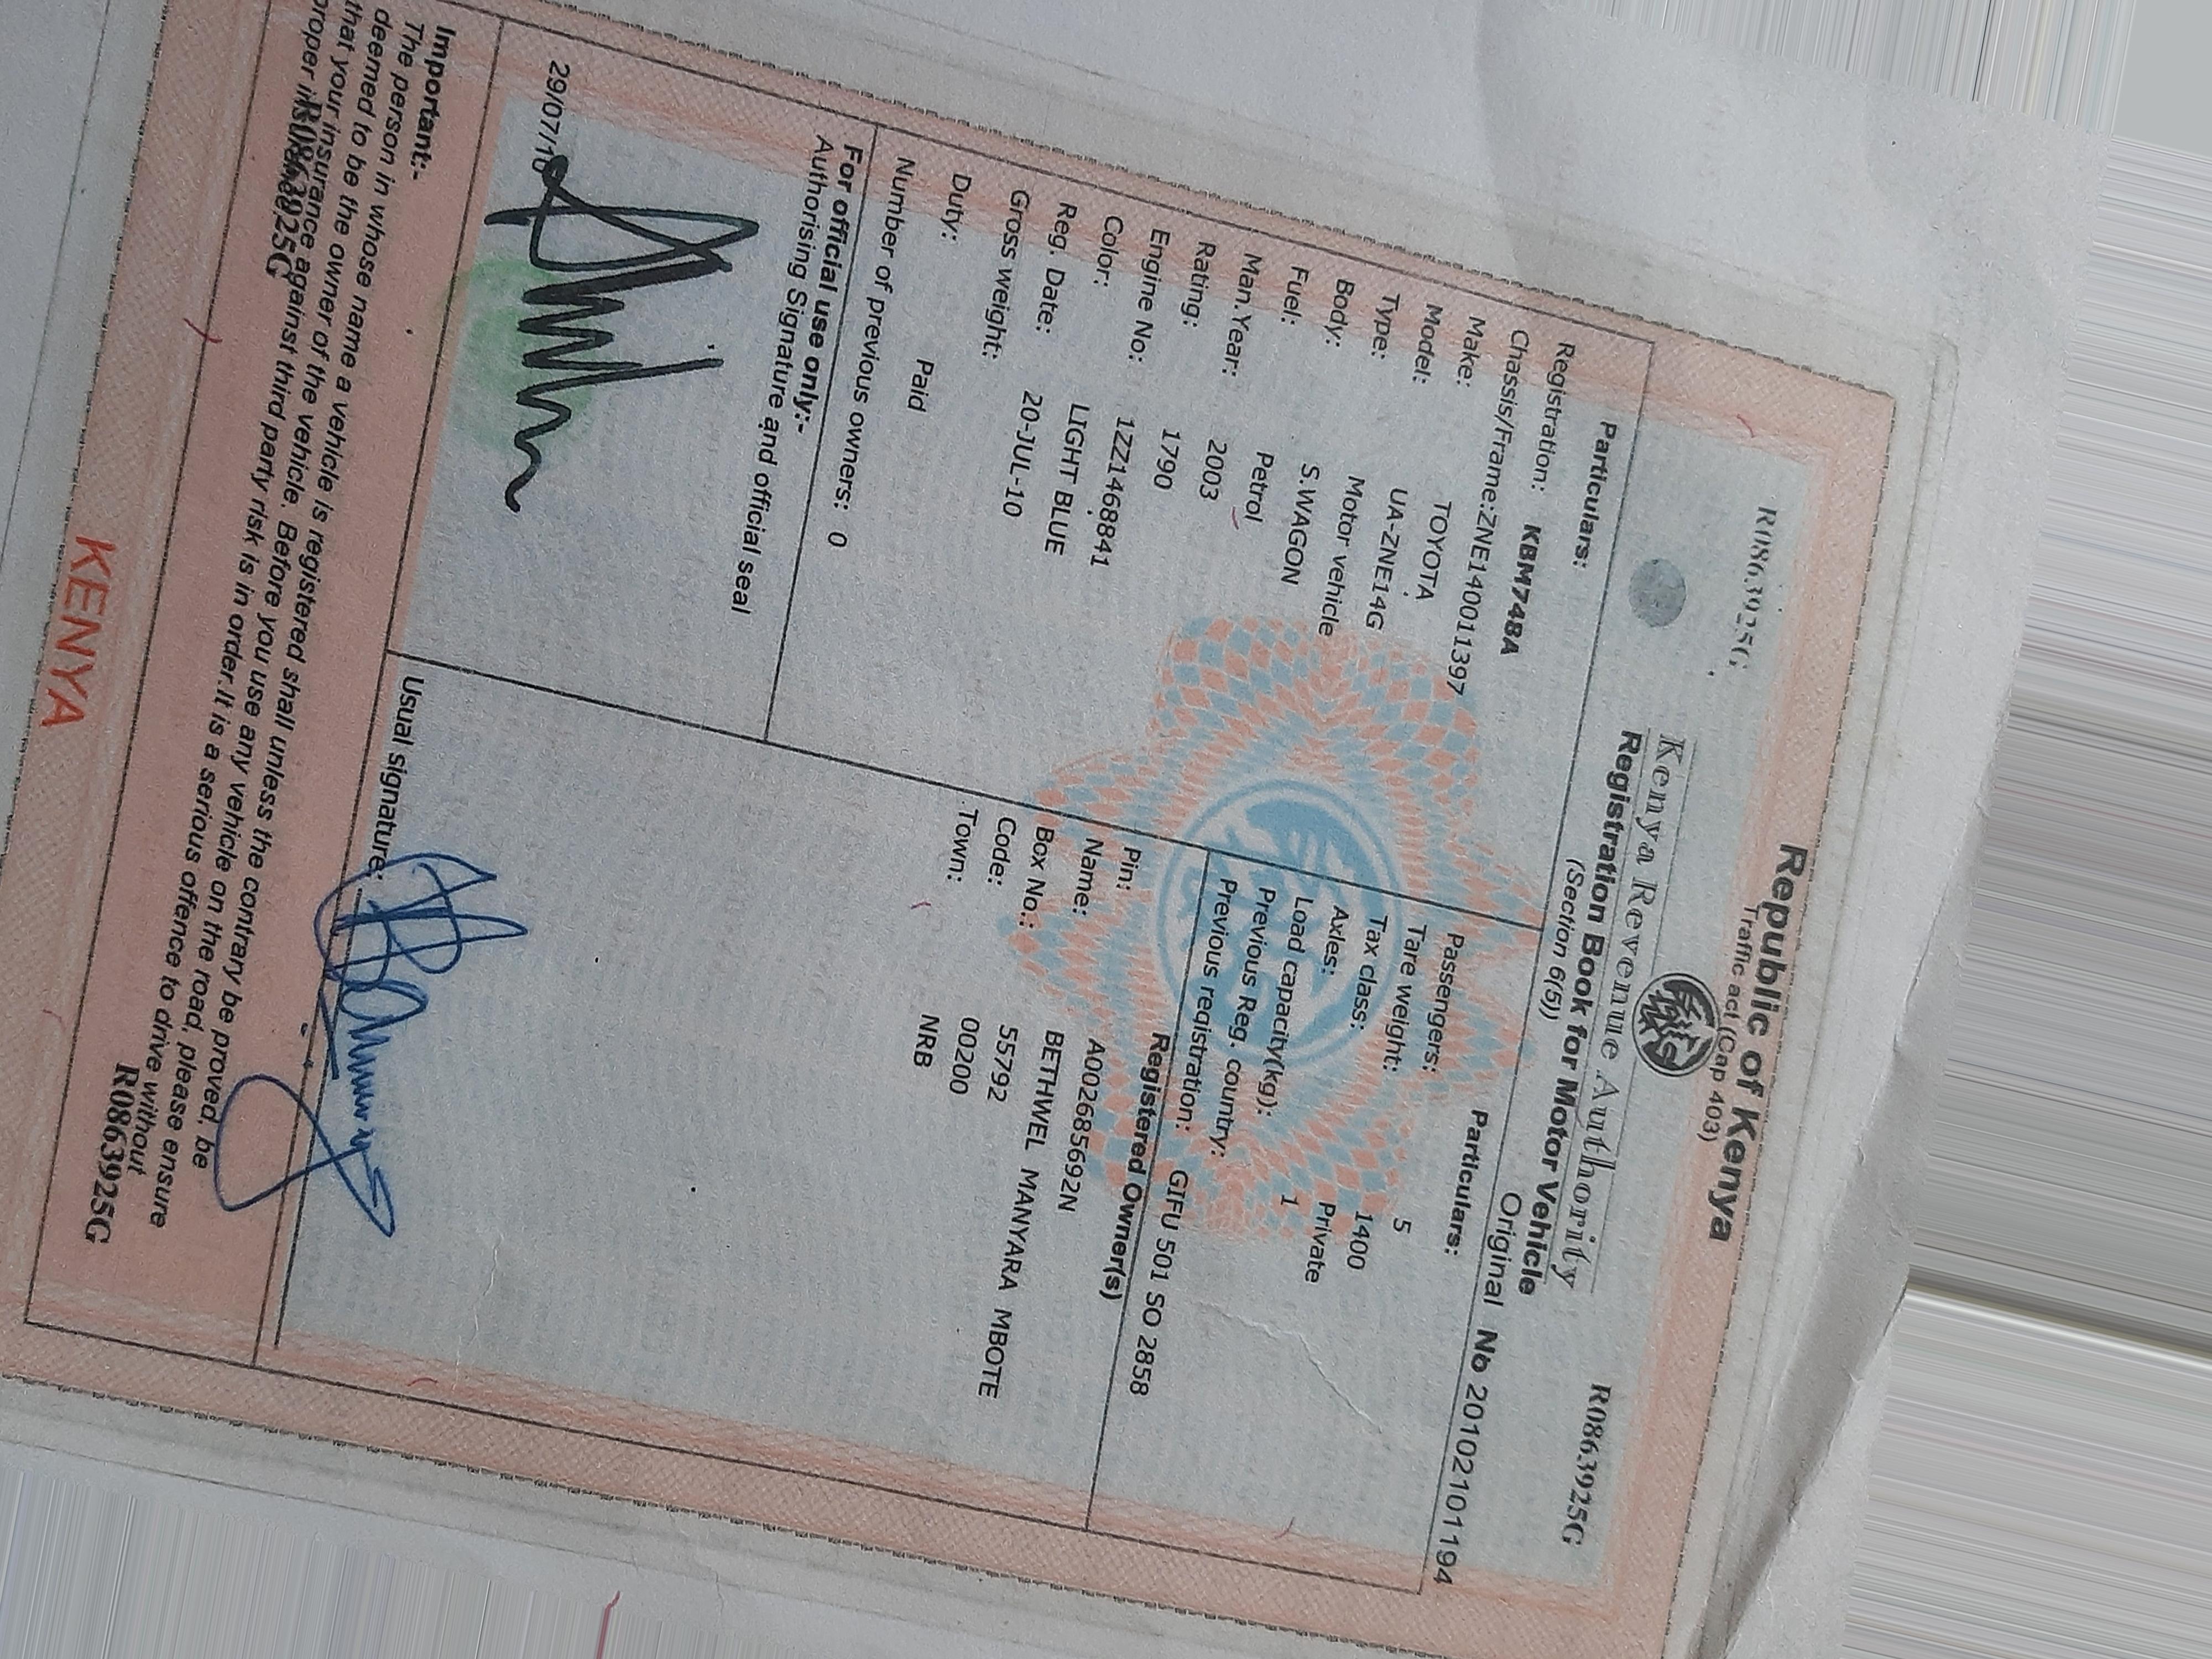 Republic of Kenya
Traffic act (Cap 403)
R0863925G
R0863925G
Kenya Revenue Authority
Registration Book for Motor Vehicle
(Section 6(5))
Original No 201021011194
Particulars:
Registration: KBM748A
Chassis/Frame:ZNE140011397
Make: TOYOTA
Model: UA-ZNE14G
Type: Motor vehicle
Body: S.WAGON
Fuel: Petrol
Man.Year: 2003
Rating: 1790
Engine No: 1ZZ1468841
Color: LIGHT BLUE
Reg. Date: 20-JUL-10
Gross weight:
Duty: Paid
Number of previous owners: 0
Particulars:
Passengers: 5
Tare weight: 1400
Tax class: Private
Axles: 1
Load capacity(kg):
Previous Reg. country:
Previous registration: GIFU 501 SO 2858
Registered Owner(s)
Pin: A002685692N
Name: BETHWEL MANYARA MBOTE
Box No.: 55792
Code: 00200
Town: NRB
For official use only:-
Authorising Signature and official seal
29/07/10
Usual signature:
Important:-
The person in whose name a vehicle is registered shall unless the contrary be proved, be
deemed to be the owner of the vehicle. Before you use any vehicle on the road, please ensure
that your insurance against third party risk is in order.It is a serious offence to drive without
proper insurance
R0863925G
R0863925G
KENYA